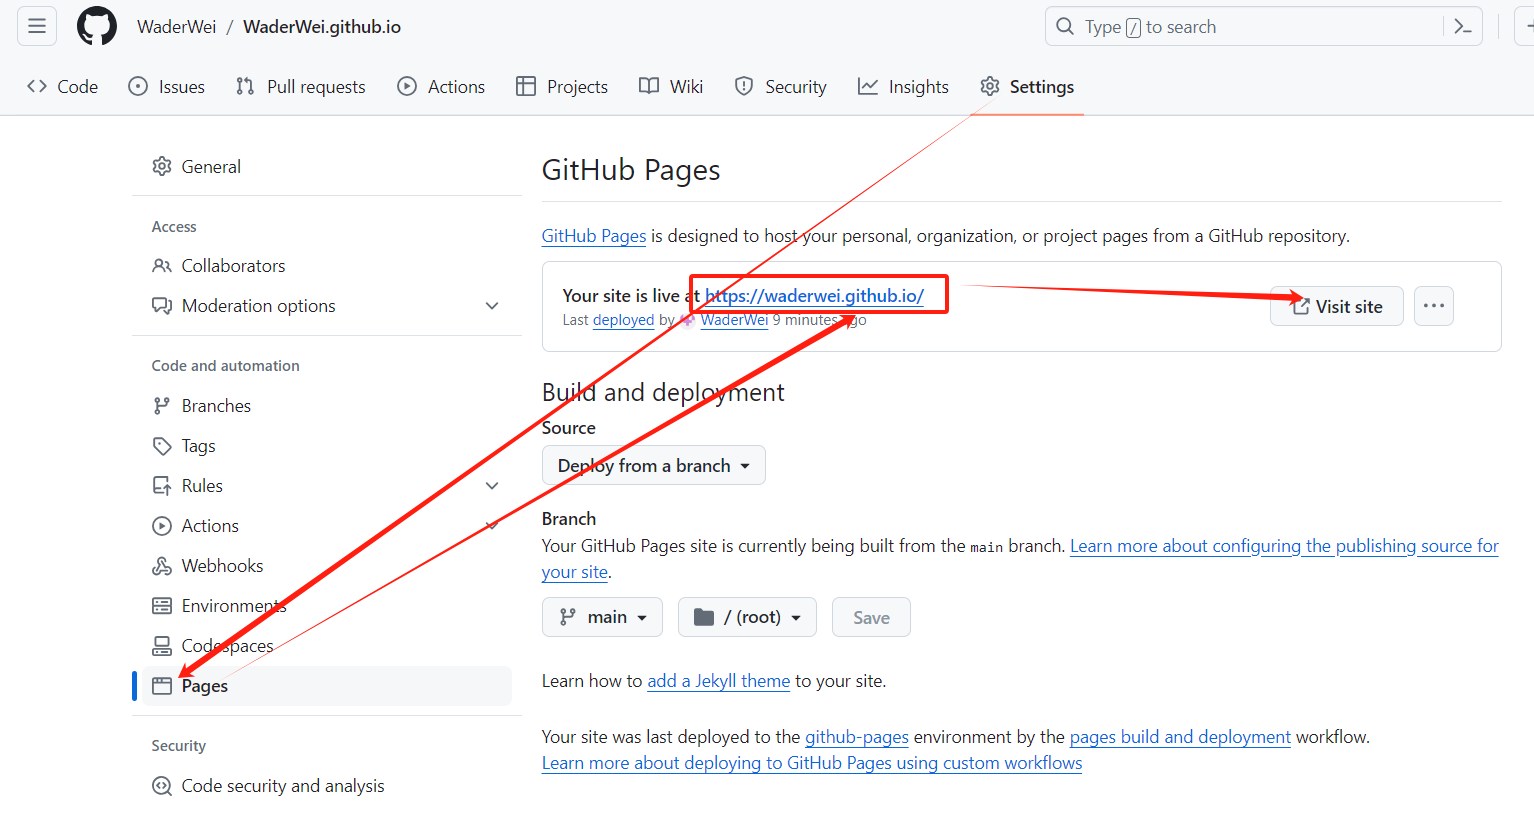 WaderWei / WaderWei.github.io
Type / to search
Code
Issues
Pull requests
Actions
Projects
Wiki
Security
Insights
Settings
General
Access
Collaborators
Moderation options
Code and automation
Branches
Tags
Rules
Actions
Webhooks
Environments
Codespaces
Pages
Security
Code security and analysis
GitHub Pages
GitHub Pages is designed to host your personal, organization, or project pages from a GitHub repository.
Your site is live at https://waderwei.github.io/
Last deployed by WaderWei 9 minutes ago
Visit site
Build and deployment
Source
Deploy from a branch
Branch
Your GitHub Pages site is currently being built from the main branch. Learn more about configuring the publishing source for
your site.
main
/ (root)
Save
Learn how to add a Jekyll theme to your site.
Your site was last deployed to the github-pages environment by the pages build and deployment workflow.
Learn more about deploying to GitHub Pages using custom workflows